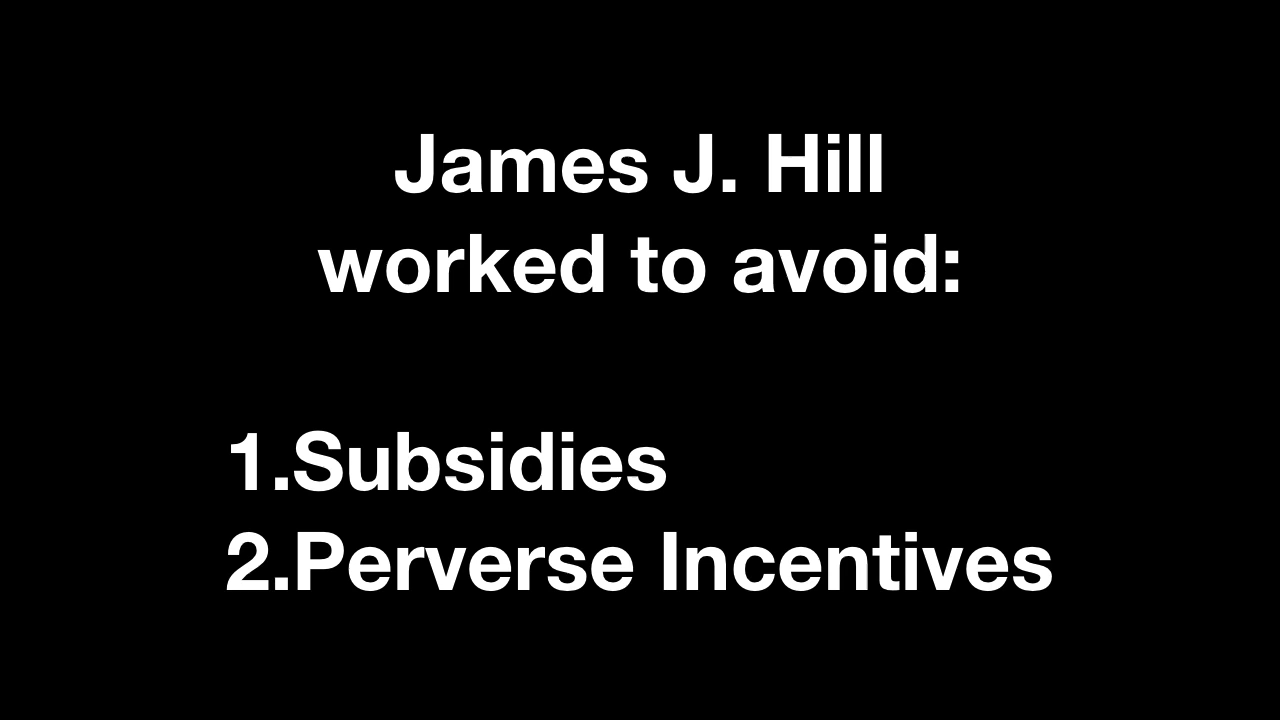 James J. Hill
worked to avoid:
1.Subsidies
2.Perverse Incentives